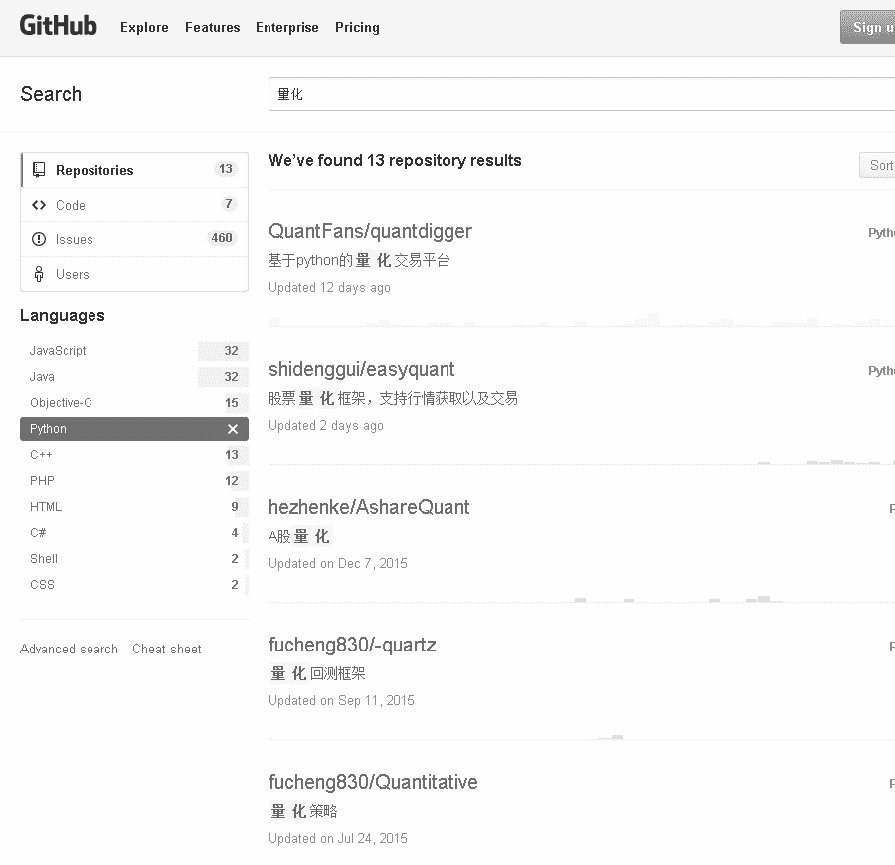 GitHub Explore Features Enterprise Pricing Sign u
Search 量化
Repositories 13
Code 7
Issues 460
Users
Languages
JavaScript 32
Java 32
Objective-C 15
Python
C++ 13
PHP 12
HTML 9
C# 4
Shell 2
CSS 2
Advanced search Cheat sheet
We've found 13 repository results Sort
QuantFans/quantdigger Pytho
基于python的量化交易平台
Updated 12 days ago
shidenggui/easyquant Pytho
股票量化框架，支持行情获取以及交易
Updated 2 days ago
hezhenke/AshareQuant P
A股量化
Updated on Dec 7, 2015
fucheng830/-quartz P
量化回测框架
Updated on Sep 11, 2015
fucheng830/Quantitative P
量化策略
Updated on Jul 24, 2015